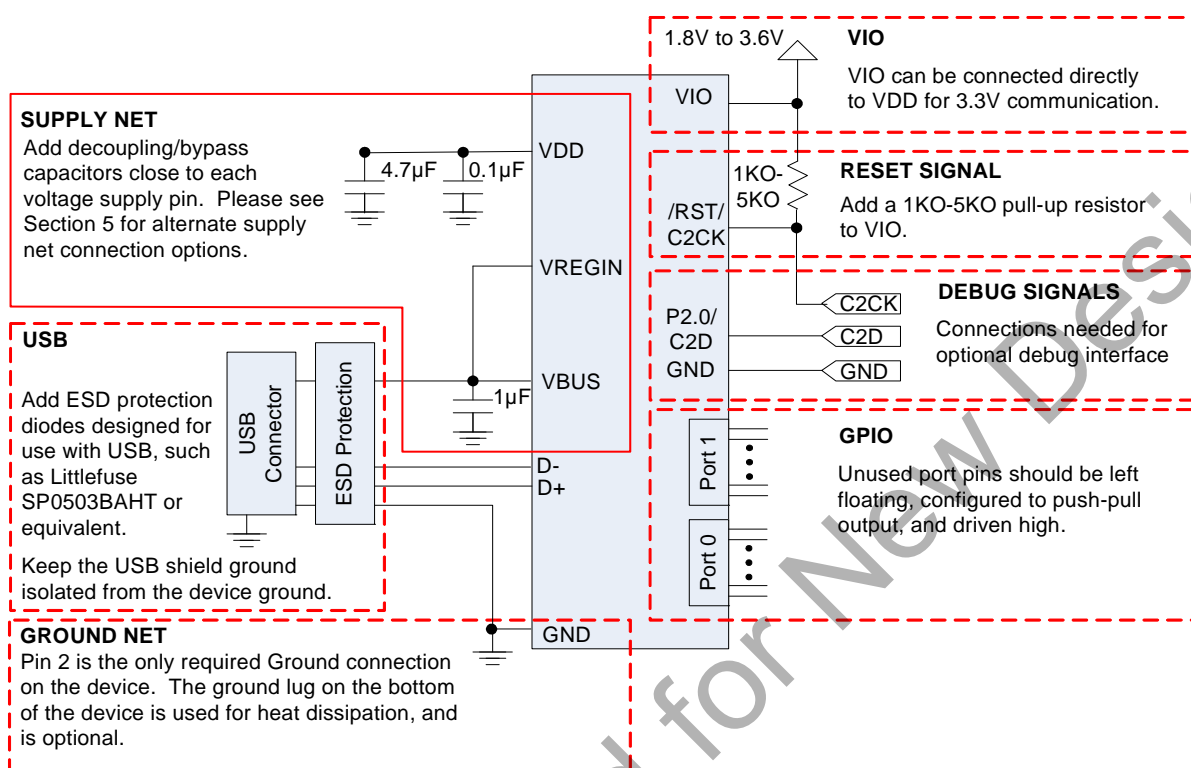 SUPPLY NET
Add decoupling/bypass
capacitors close to each
voltage supply pin.  Please see
Section 5 for alternate supply
net connection options.
4.7µF
0.1µF
1µF
USB
Add ESD protection
diodes designed for
use with USB, such
as Littlefuse
SP0503BAHT or
equivalent.
Keep the USB shield ground
isolated from the device ground.
USB
Connector
ESD Protection
GROUND NET
Pin 2 is the only required Ground connection
on the device.  The ground lug on the bottom
of the device is used for heat dissipation, and
is optional.
VDD
VREGIN
VBUS
D-
D+
GND
VIO
/RST/
C2CK
P2.0/
C2D
GND
Port 1
Port 0
1.8V to 3.6V
VIO
VIO can be connected directly
to VDD for 3.3V communication.
1KO-
5KO
RESET SIGNAL
Add a 1KO-5KO pull-up resistor
to VIO.
C2CK
C2D
GND
DEBUG SIGNALS
Connections needed for
optional debug interface
GPIO
Unused port pins should be left
floating, configured to push-pull
output, and driven high.
for New